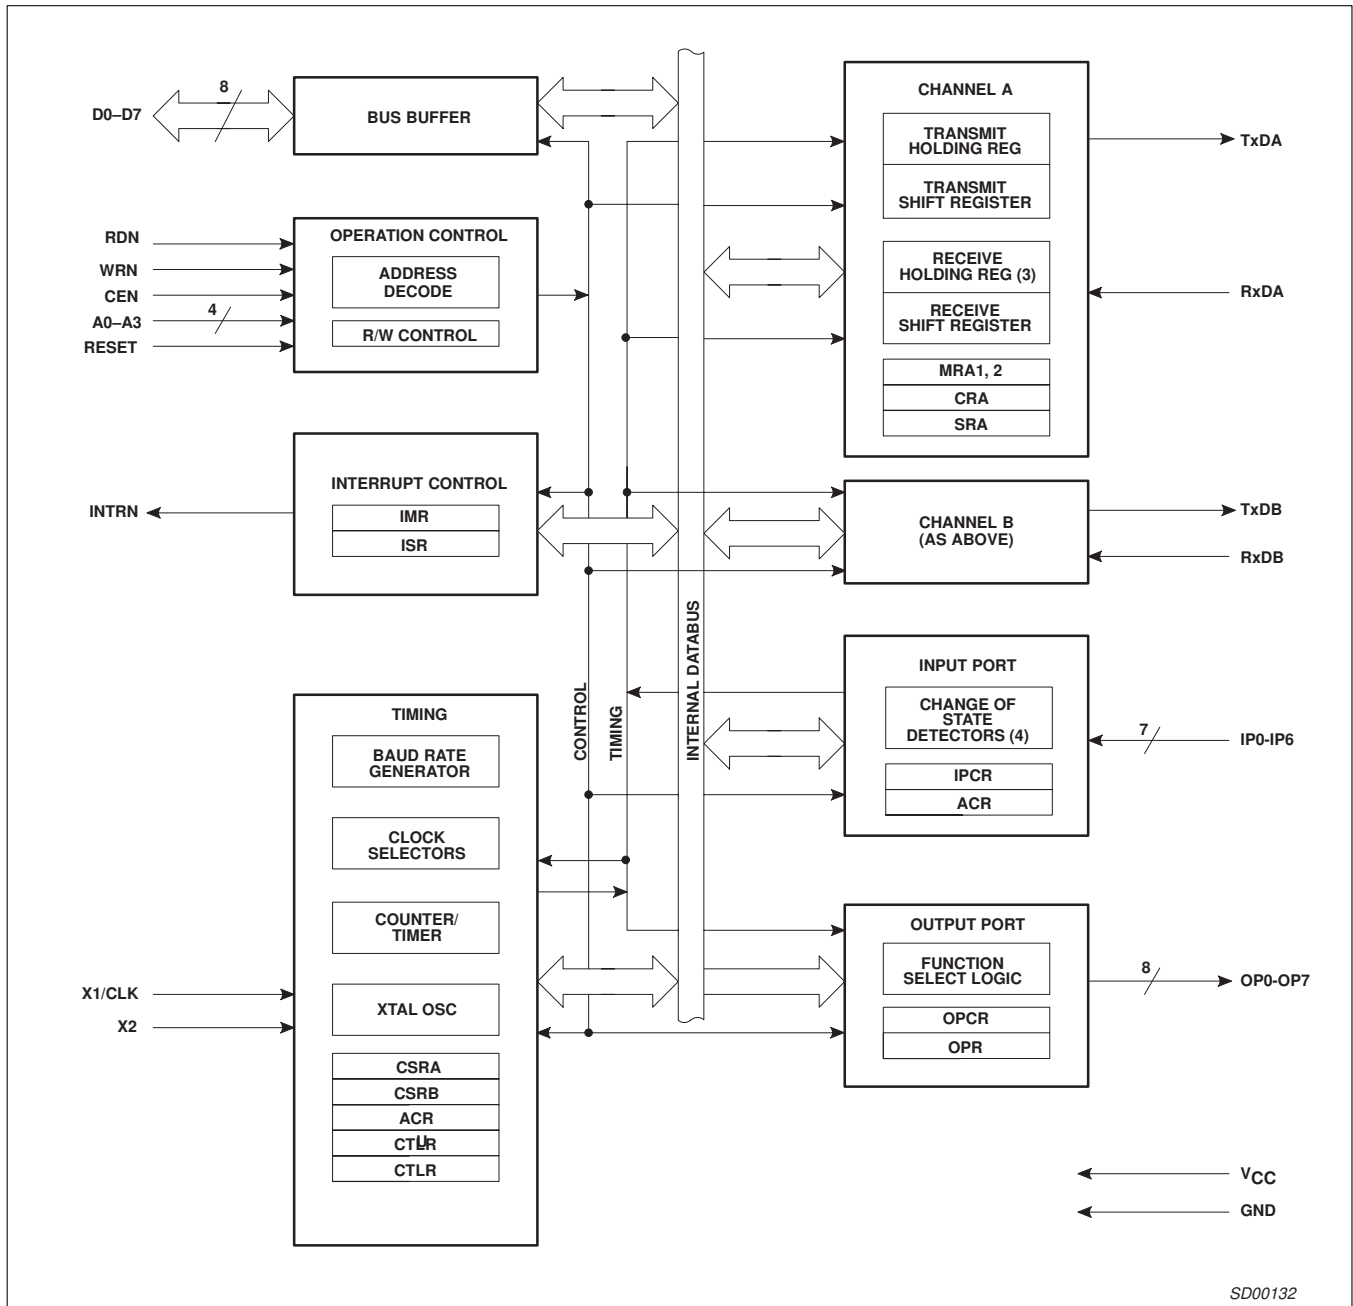 D0–D7
8
BUS BUFFER
RDN
WRN
CEN
A0–A3
4
RESET
OPERATION CONTROL
ADDRESS
DECODE
R/W CONTROL
INTRN
INTERRUPT CONTROL
IMR
ISR
TIMING
BAUD RATE
GENERATOR
CLOCK
SELECTORS
COUNTER/
TIMER
X1/CLK
X2
XTAL OSC
CSRA
CSRB
ACR
CTLR
CTLR
CONTROL
TIMING
INTERNAL DATABUS
CHANNEL A
TRANSMIT
HOLDING REG
TRANSMIT
SHIFT REGISTER
RECEIVE
HOLDING REG (3)
RECEIVE
SHIFT REGISTER
MRA1, 2
CRA
SRA
TxDA
RxDA
CHANNEL B
(AS ABOVE)
TxDB
RxDB
INPUT PORT
CHANGE OF
STATE
DETECTORS (4)
IPCR
ACR
7
IP0-IP6
OUTPUT PORT
FUNCTION
SELECT LOGIC
OPCR
OPR
8
OP0-OP7
VCC
GND
SD00132